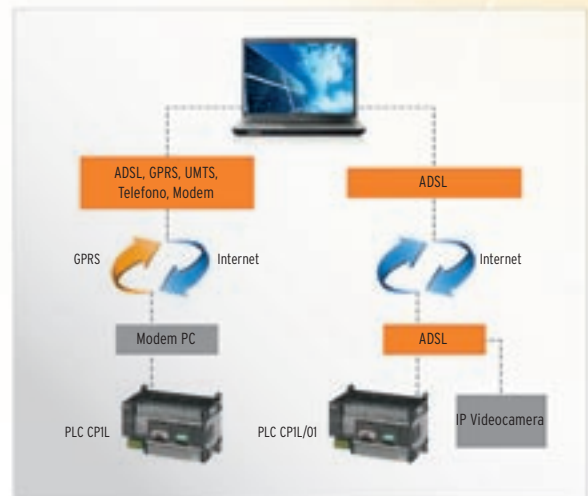 ADSL, GPRS, UMTS,
Telefono, Modem
ADSL
GPRS
Internet
Internet
Modem PC
ADSL
PLC CP1L
PLC CP1L/01
IP Videocamera